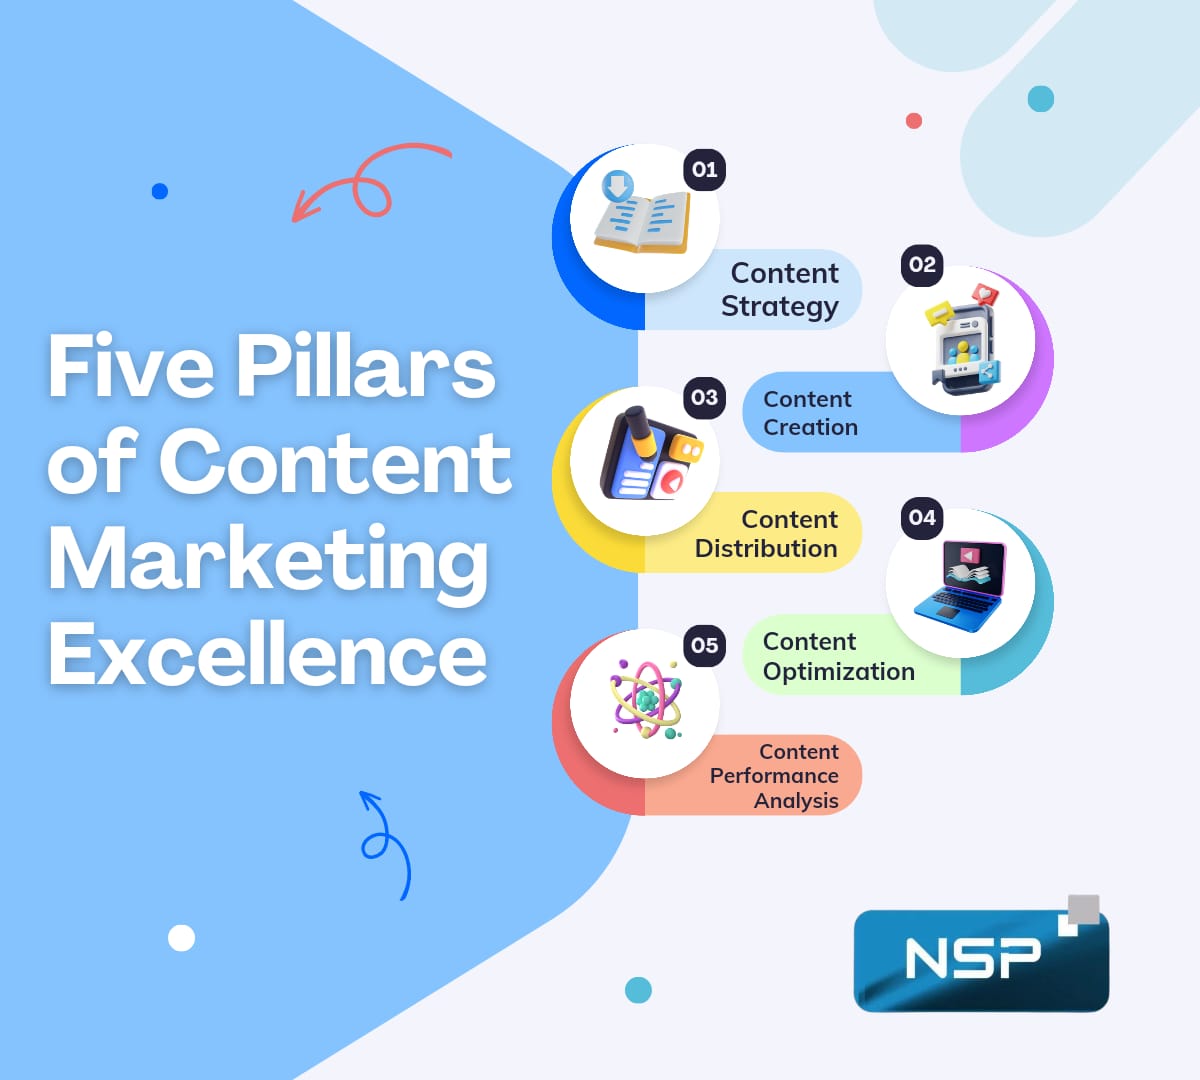 Five Pillars
of Content
Marketing
Excellence
01
Content
Strategy
02
Content
Creation
03
Content
Distribution
04
Content
Optimization
05
Content
Performance
Analysis
NSP